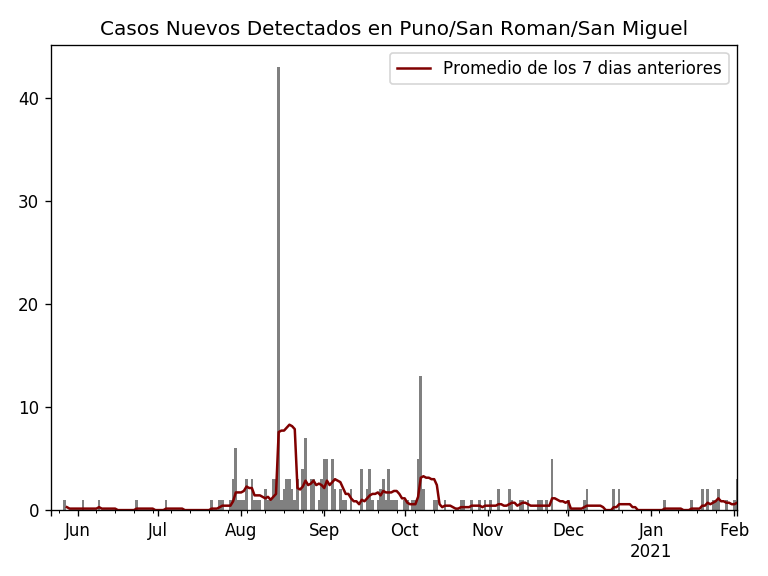 Casos Nuevos Detectados en Puno/San Roman/San Miguel
Promedio de los 7 dias anteriores
40
30
20
10
0
Jun Jul Aug Sep Oct Nov Dec Jan Feb
2021